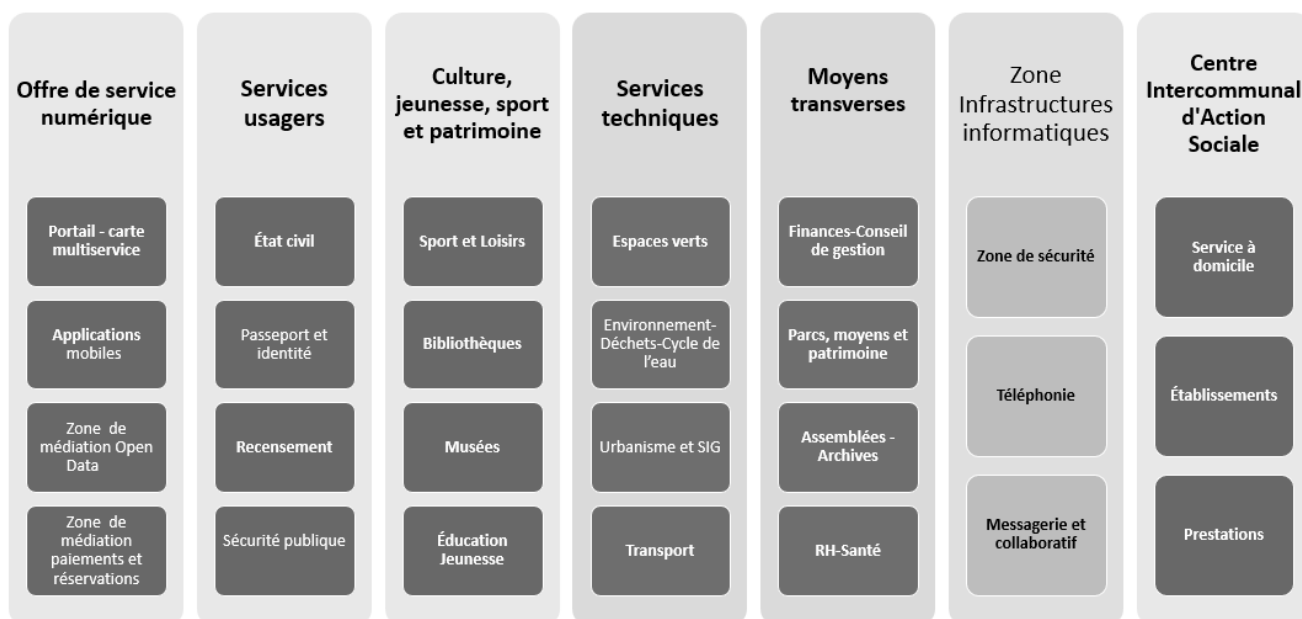 Offre de service
numérique
Portail - carte
multiservice
Applications
mobiles
Zone de
médiation Open
Data
Zone de
médiation
paiements et
réservations
Services
usagers
État civil
Passeport et
identité
Recensement
Sécurité publique
Culture,
jeunesse, sport
et patrimoine
Sport et Loisirs
Bibliothèques
Musées
Éducation
Jeunesse
Services
techniques
Espaces verts
Environnement-
Déchets-Cycle de
l’eau
Urbanisme et SIG
Transport
Moyens
transverses
Finances-Conseil
de gestion
Parcs, moyens et
patrimoine
Assemblées -
Archives
RH-Santé
Zone
Infrastructures
informatiques
Zone de sécurité
Téléphonie
Messagerie et
collaboratif
Centre
Intercommunal
d'Action
Sociale
Service à
domicile
Établissements
Prestations